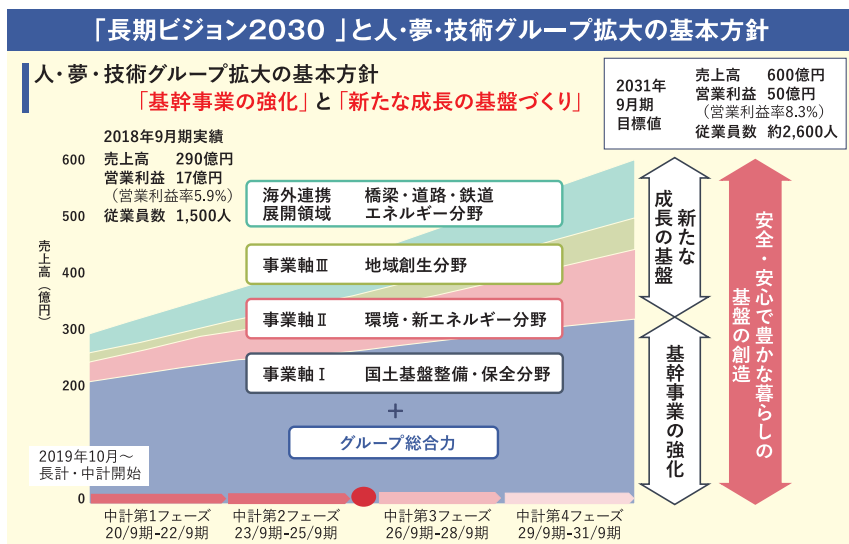 「長期ビジョン2030 」と人・夢・技術グループ拡大の基本方針
人・夢・技術グループ拡大の基本方針
「基幹事業の強化」と「新たな成長の基盤づくり」
2031年
9月期
目標値
売上高 600億円
営業利益 50億円
（営業利益率8.3%）
従業員数 約2,600人
2018年9月期実績
売上高 290億円
営業利益 17億円
（営業利益率5.9%）
従業員数 1,500人
売上高（億円）
600
500
400
300
200
0
海外連携 橋梁・道路・鉄道
展開領域 エネルギー分野
事業軸Ⅲ 地域創生分野
事業軸Ⅱ 環境・新エネルギー分野
事業軸Ⅰ 国土基盤整備・保全分野
+
グループ総合力
新たな
成長の基盤
基幹事業の強化
安全・安心で豊かな暮らしの
基盤の創造
2019年10月～
長計・中計開始
中計第1フェーズ
20/9期-22/9期
中計第2フェーズ
23/9期-25/9期
中計第3フェーズ
26/9期-28/9期
中計第4フェーズ
29/9期-31/9期